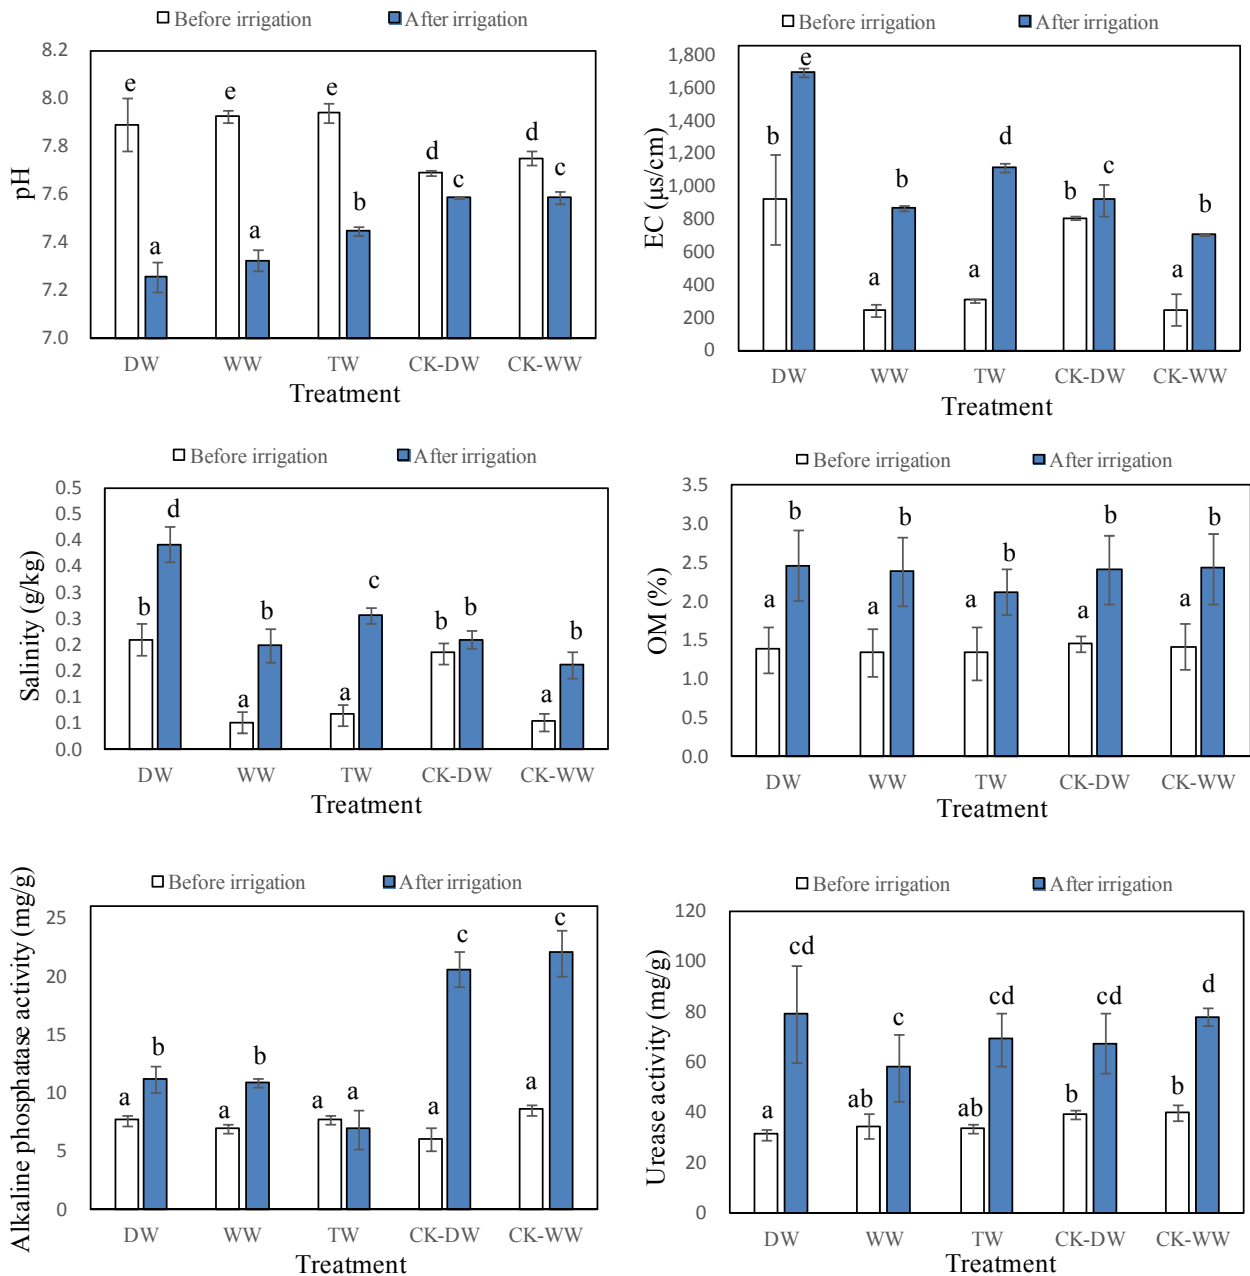 Before irrigation After irrigation
8.2
8.0
7.8
7.6
7.4
7.2
7.0
pH
e e e d d
a a b c c
DW WW TW CK-DW CK-WW
Treatment
Before irrigation After irrigation
1,800
1,600
1,400
1,200
1,000
800
600
400
200
0
EC (μs/cm)
b a a b a
e b d c b
DW WW TW CK-DW CK-WW
Treatment
Before irrigation After irrigation
0.5
0.5
0.4
0.4
0.3
0.3
0.2
0.2
0.1
0.1
0.0
Salinity (g/kg)
b a a b a
d b c b b
DW WW TW CK-DW CK-WW
Treatment
Before irrigation After irrigation
3.5
3.0
2.5
2.0
1.5
1.0
0.5
0.0
OM (%)
a a a a a
b b b b b
DW WW TW CK-DW CK-WW
Treatment
Before irrigation After irrigation
25
20
15
10
5
0
Alkaline phosphatase activity (mg/g)
a a a a a
b b a c c
DW WW TW CK-DW CK-WW
Treatment
Before irrigation After irrigation
120
100
80
60
40
20
0
Urease activity (mg/g)
a ab ab b b
cd c cd cd d
DW WW TW CK-DW CK-WW
Treatment